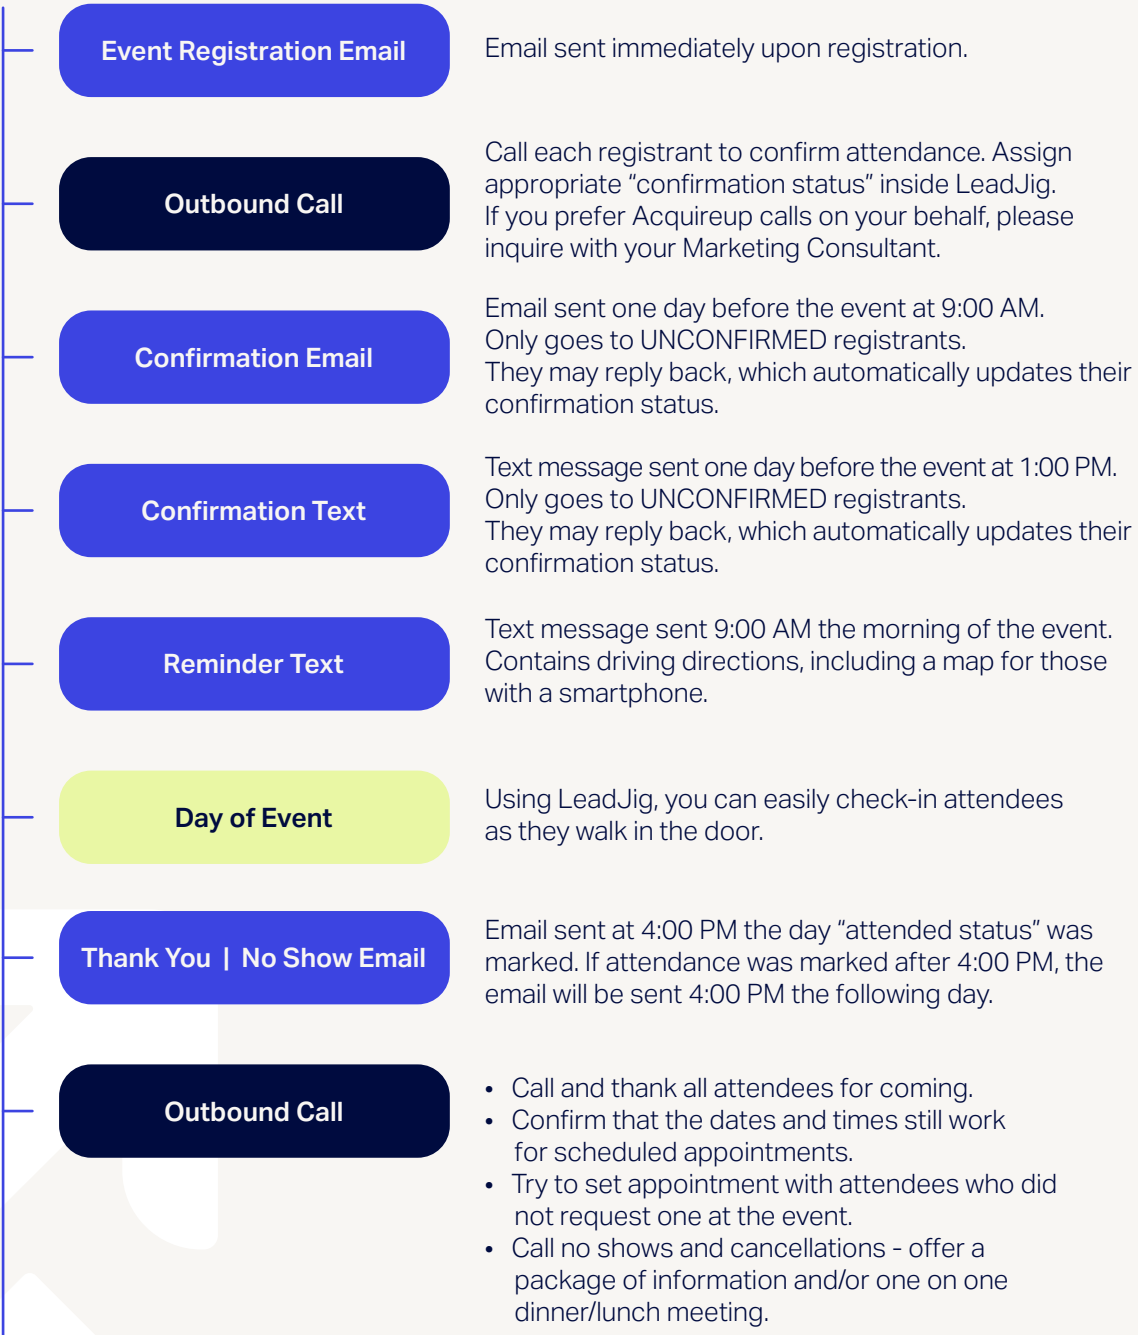 Event Registration Email
Email sent immediately upon registration.
Outbound Call
Call each registrant to confirm attendance. Assign
appropriate “confirmation status” inside LeadJig.
If you prefer Acquireup calls on your behalf, please
inquire with your Marketing Consultant.
Confirmation Email
Email sent one day before the event at 9:00 AM.
Only goes to UNCONFIRMED registrants.
They may reply back, which automatically updates their
confirmation status.
Confirmation Text
Text message sent one day before the event at 1:00 PM.
Only goes to UNCONFIRMED registrants.
They may reply back, which automatically updates their
confirmation status.
Reminder Text
Text message sent 9:00 AM the morning of the event.
Contains driving directions, including a map for those
with a smartphone.
Day of Event
Using LeadJig, you can easily check-in attendees
as they walk in the door.
Thank You | No Show Email
Email sent at 4:00 PM the day “attended status” was
marked. If attendance was marked after 4:00 PM, the
email will be sent 4:00 PM the following day.
Outbound Call
• Call and thank all attendees for coming.
• Confirm that the dates and times still work
for scheduled appointments.
• Try to set appointment with attendees who did
not request one at the event.
• Call no shows and cancellations - offer a
package of information and/or one on one
dinner/lunch meeting.